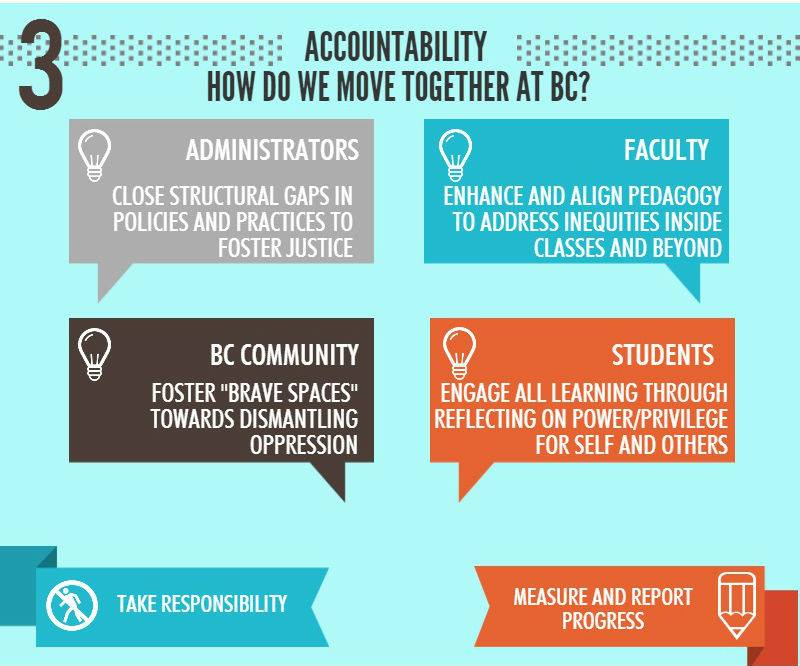 3
ACCOUNTABILITY
HOW DO WE MOVE TOGETHER AT BC?
ADMINISTRATORS
CLOSE STRUCTURAL GAPS IN
POLICIES AND PRACTICES TO
FOSTER JUSTICE
FACULTY
ENHANCE AND ALIGN PEDAGOGY
TO ADDRESS INEQUITIES INSIDE
CLASSES AND BEYOND
BC COMMUNITY
FOSTER "BRAVE SPACES"
TOWARDS DISMANTLING
OPPRESSION
STUDENTS
ENGAGE ALL LEARNING THROUGH
REFLECTING ON POWER/PRIVILEGE
FOR SELF AND OTHERS
TAKE RESPONSIBILITY
MEASURE AND REPORT
PROGRESS